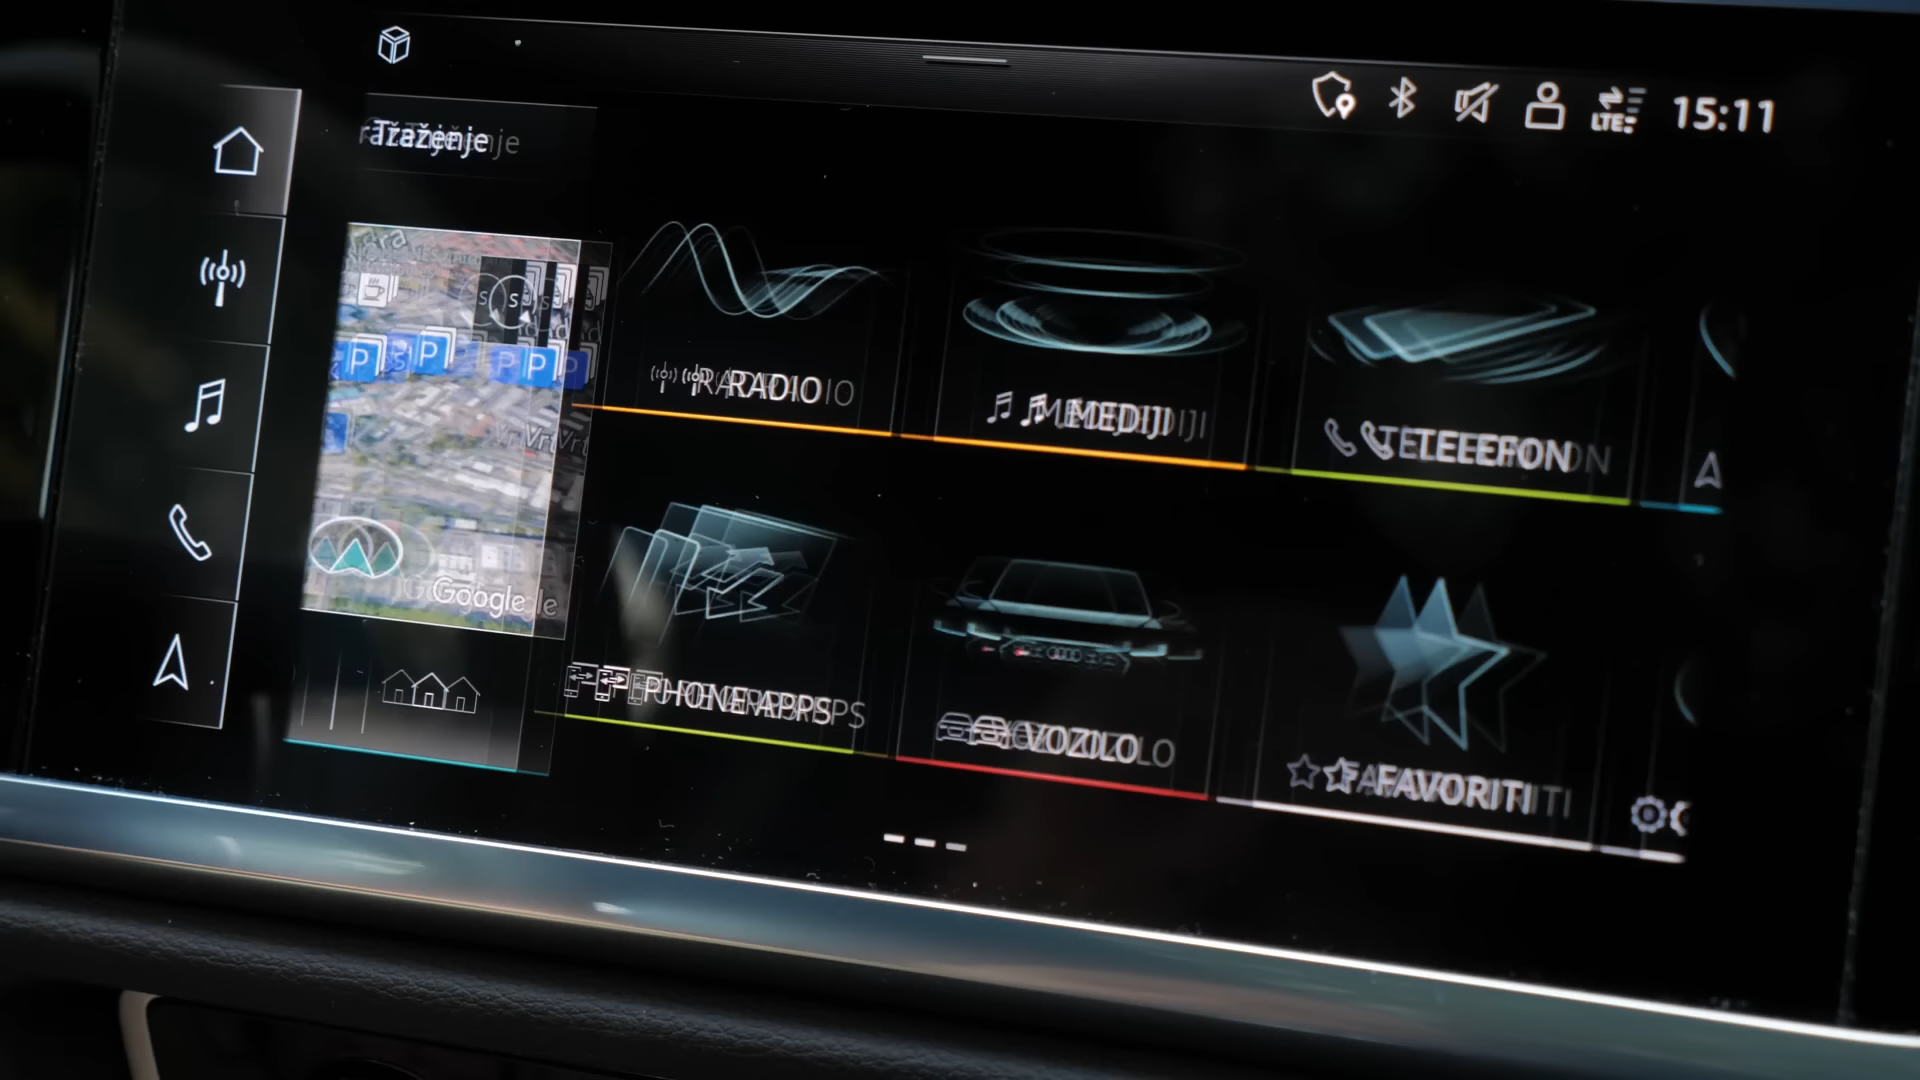 LTE
15:11
Traženje
P P P
Google
RADIO
MEDIJI
TELEFON
PHONE APPS
VOZILO
FAVORITI